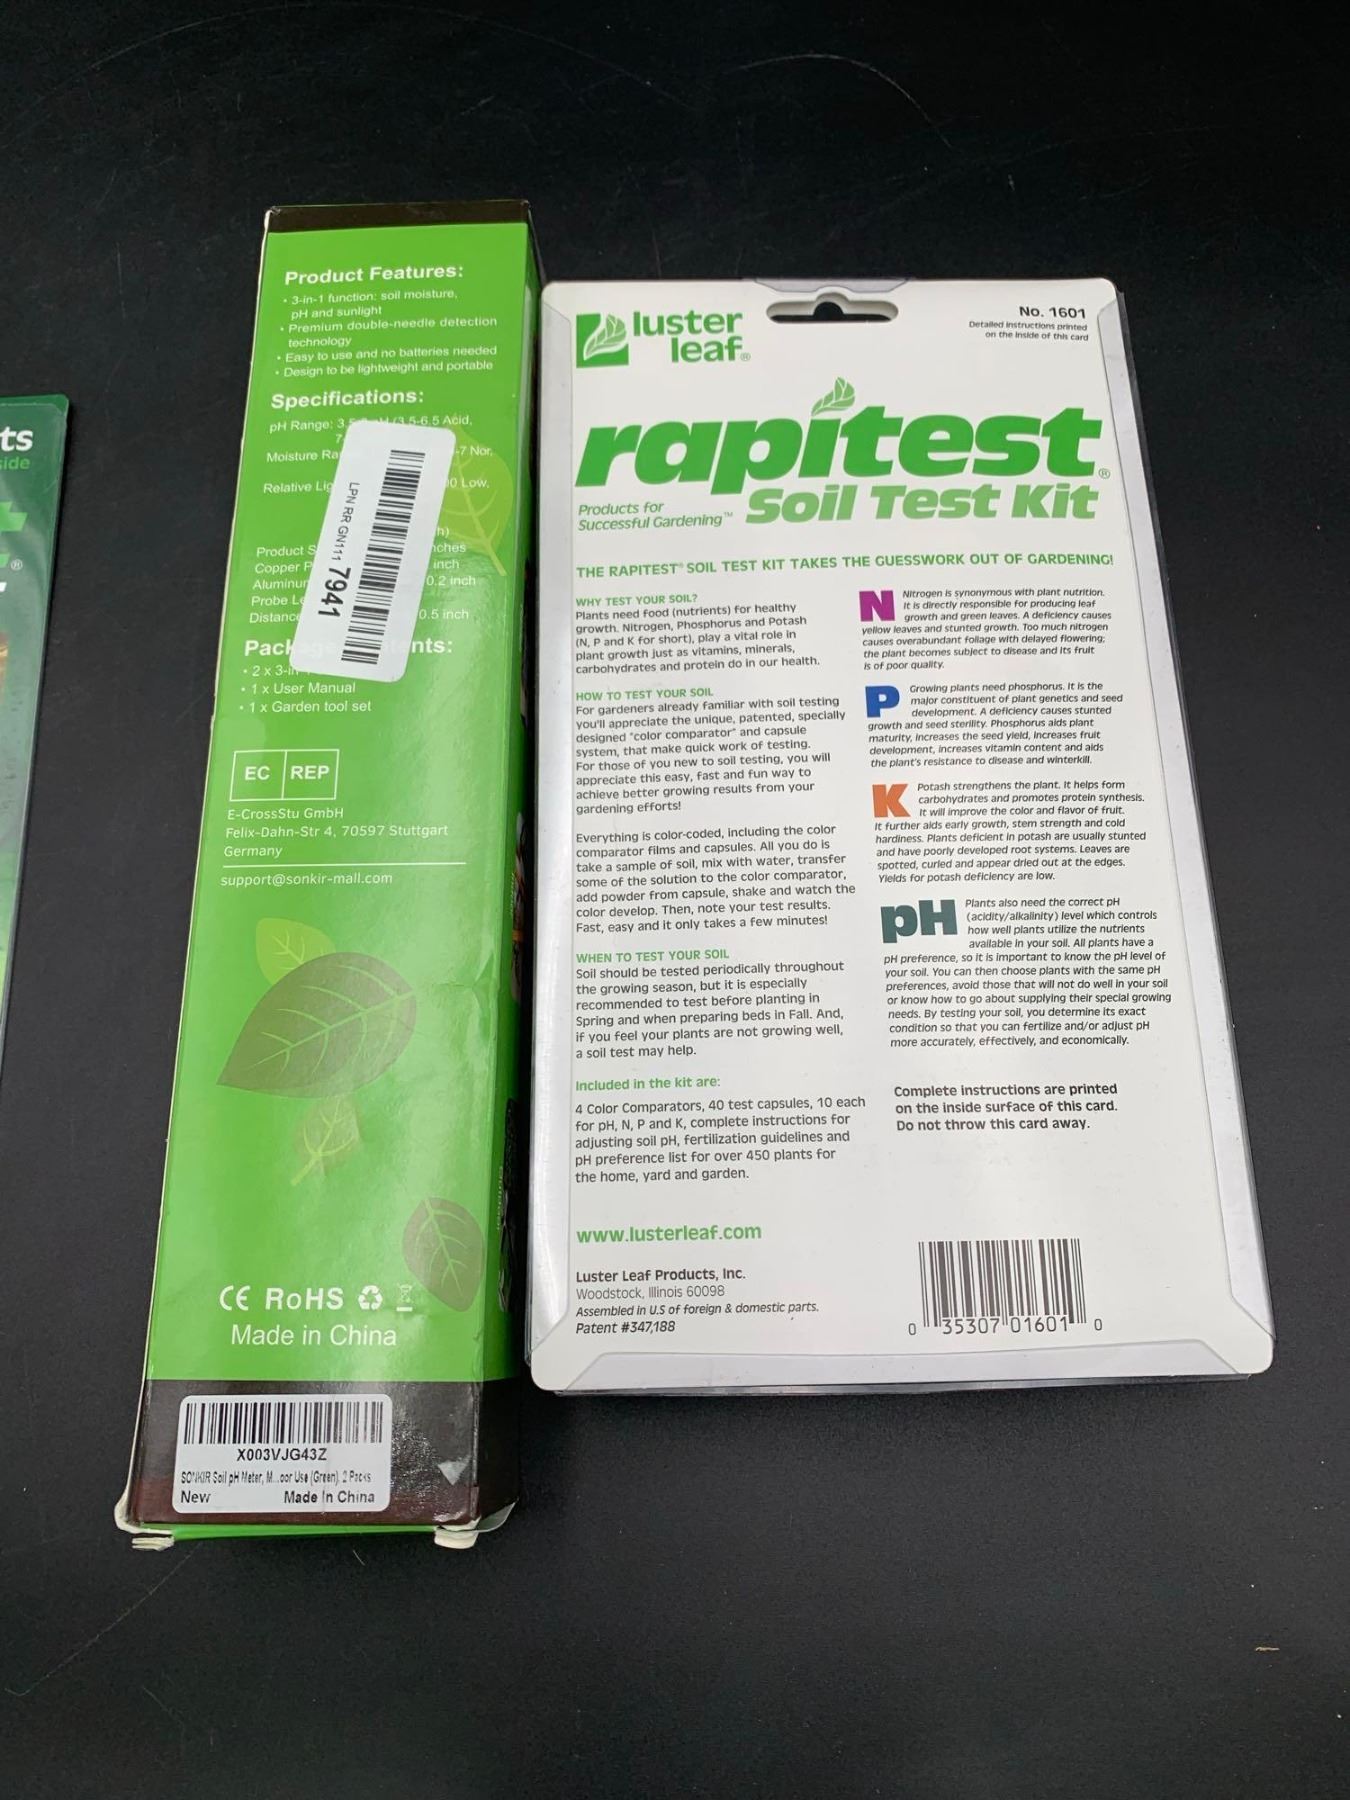 ts
side
®
Product Features:
• 3-in-1 function: soil moisture,
pH and sunlight
• Premium double-needle detection
technology
• Easy to use and no batteries needed
• Design to be lightweight and portable
Specifications:
pH Range: 3.5 (3.5-6.5 Acid,
Moisture -7 Nor,
Relative Low,
Product
inches
Copper
inch
0.2 inch
Probe
Distance 0.5 inch
LPN RR GN111 7941
• 2 x 3-in
• 1 x User Manual
• 1 x Garden tool set
EC REP
E-CrossStu GmbH
Felix-Dahn-Str 4, 70597 Stuttgart
Germany
support@sonkir-mall.com
CE RoHS
Made in China
X003VJG43Z
SONKIR Soil pH Meter, M...oor Use (Green). 2 Packs
New Made In China
luster
leaf®
No. 1601
Detailed instructions printed
on the inside of this card
rapitest®
Products for
Successful Gardening™
Soil Test Kit
THE RAPITEST® SOIL TEST KIT TAKES THE GUESSWORK OUT OF GARDENING!
WHY TEST YOUR SOIL?
Plants need food (nutrients) for healthy
growth. Nitrogen, Phosphorus and Potash
(N, P and K for short), play a vital role in
plant growth just as vitamins, minerals,
carbohydrates and protein do in our health.
HOW TO TEST YOUR SOIL
For gardeners already familiar with soil testing
you'll appreciate the unique, patented, specially
designed "color comparator" and capsule
system, that make quick work of testing.
For those of you new to soil testing, you will
appreciate this easy, fast and fun way to
achieve better growing results from your
gardening efforts!
Everything is color-coded, including the color
comparator films and capsules. All you do is
take a sample of soil, mix with water, transfer
some of the solution to the color comparator,
add powder from capsule, shake and watch the
color develop. Then, note your test results.
Fast, easy and it only takes a few minutes!
WHEN TO TEST YOUR SOIL
Soil should be tested periodically throughout
the growing season, but it is especially
recommended to test before planting in
Spring and when preparing beds in Fall. And,
if you feel your plants are not growing well,
a soil test may help.
Included in the kit are:
4 Color Comparators, 40 test capsules, 10 each
for pH, N, P and K, complete instructions for
adjusting soil pH, fertilization guidelines and
pH preference list for over 450 plants for
the home, yard and garden.
www.lusterleaf.com
Luster Leaf Products, Inc.
Woodstock, Illinois 60098
Assembled in U.S of foreign & domestic parts.
Patent #347,188
N Nitrogen is synonymous with plant nutrition.
It is directly responsible for producing leaf
growth and green leaves. A deficiency causes
yellow leaves and stunted growth. Too much nitrogen
causes overabundant foliage with delayed flowering;
the plant becomes subject to disease and its fruit
is of poor quality.
P Growing plants need phosphorus. It is the
major constituent of plant genetics and seed
development. A deficiency causes stunted
growth and seed sterility. Phosphorus aids plant
maturity, increases the seed yield, increases fruit
development, increases vitamin content and aids
the plant's resistance to disease and winterkill.
K Potash strengthens the plant. It helps form
carbohydrates and promotes protein synthesis.
It will improve the color and flavor of fruit.
It further aids early growth, stem strength and cold
hardiness. Plants deficient in potash are usually stunted
and have poorly developed root systems. Leaves are
spotted, curled and appear dried out at the edges.
Yields for potash deficiency are low.
pH Plants also need the correct pH
(acidity/alkalinity) level which controls
how well plants utilize the nutrients
available in your soil. All plants have a
pH preference, so it is important to know the pH level of
your soil. You can then choose plants with the same pH
preferences, avoid those that will not do well in your soil
or know how to go about supplying their special growing
needs. By testing your soil, you determine its exact
condition so that you can fertilize and/or adjust pH
more accurately, effectively, and economically.
Complete instructions are printed
on the inside surface of this card.
Do not throw this card away.
0 35307 01601 0